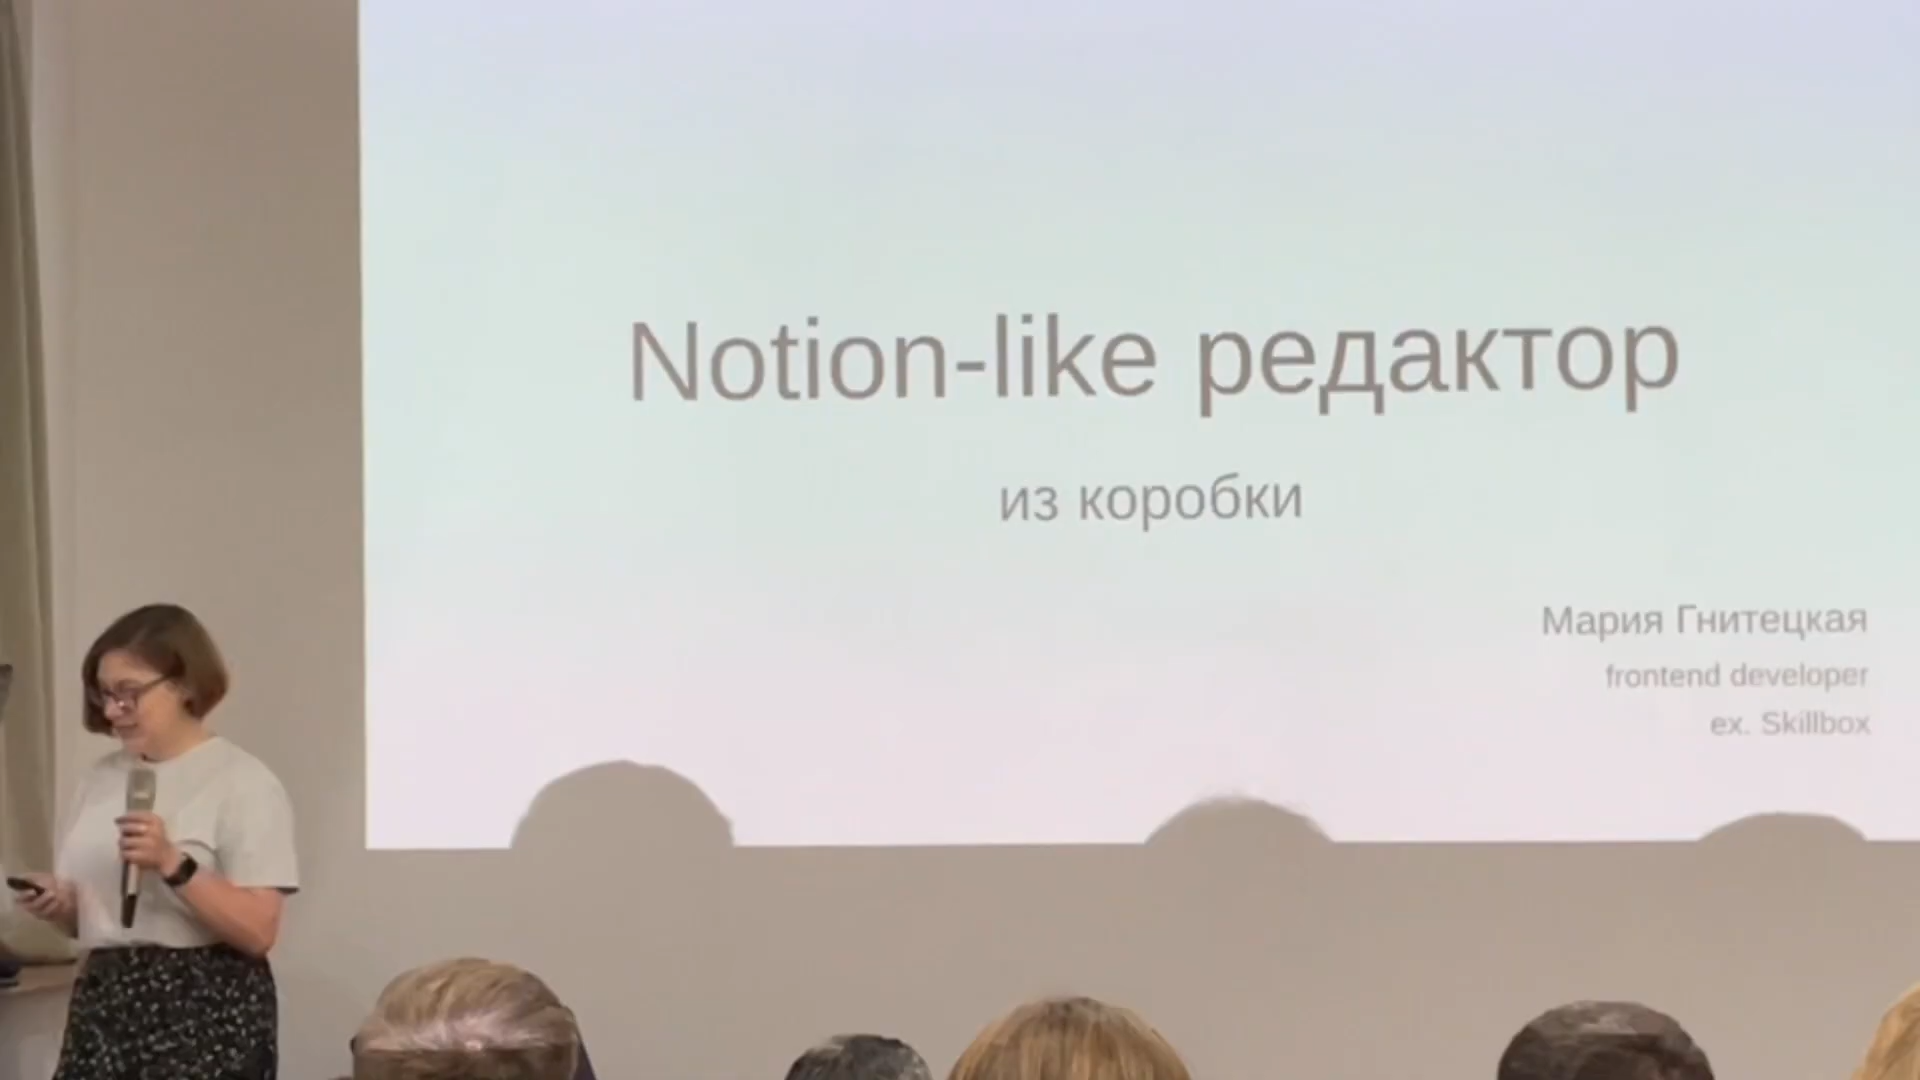 Notion-like редактор
из коробки
Мария Гнитецкая
frontend developer
ex. Skillbox